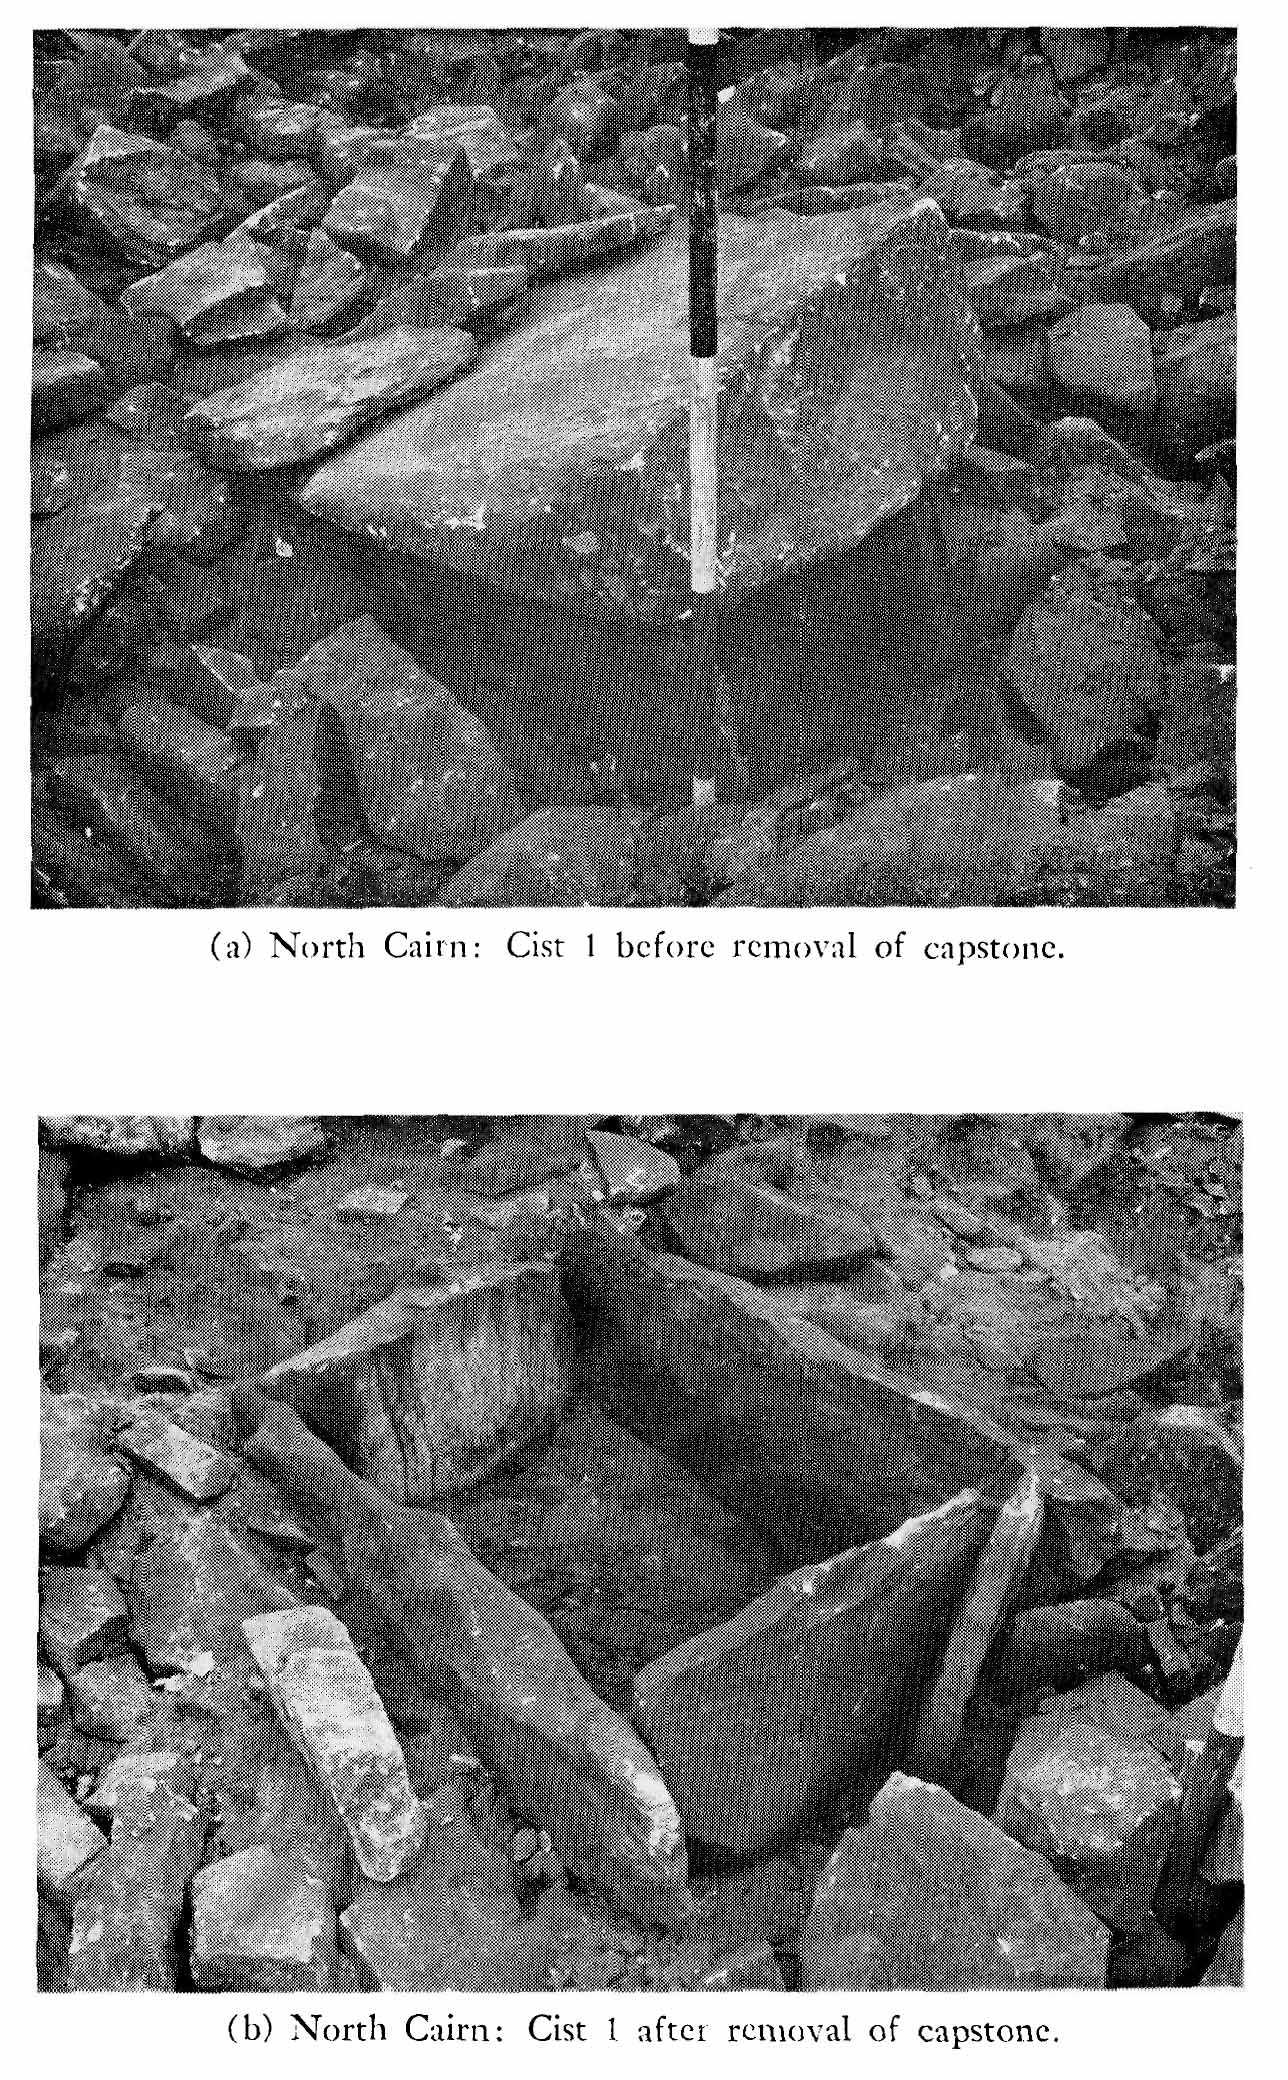 (a) North Cairn: Cist 1 before removal of capstone.
(b) North Cairn: Cist 1 after removal of capstone.